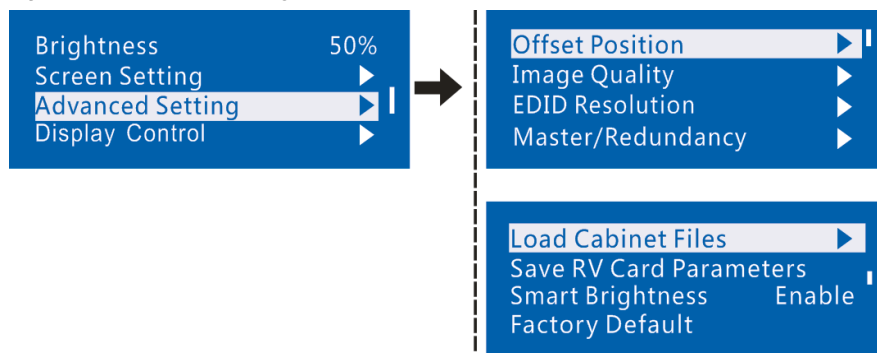 Brightness 50%
Screen Setting
Advanced Setting
Display Control
Offset Position
Image Quality
EDID Resolution
Master/Redundancy
Load Cabinet Files
Save RV Card Parameters
Smart Brightness Enable
Factory Default